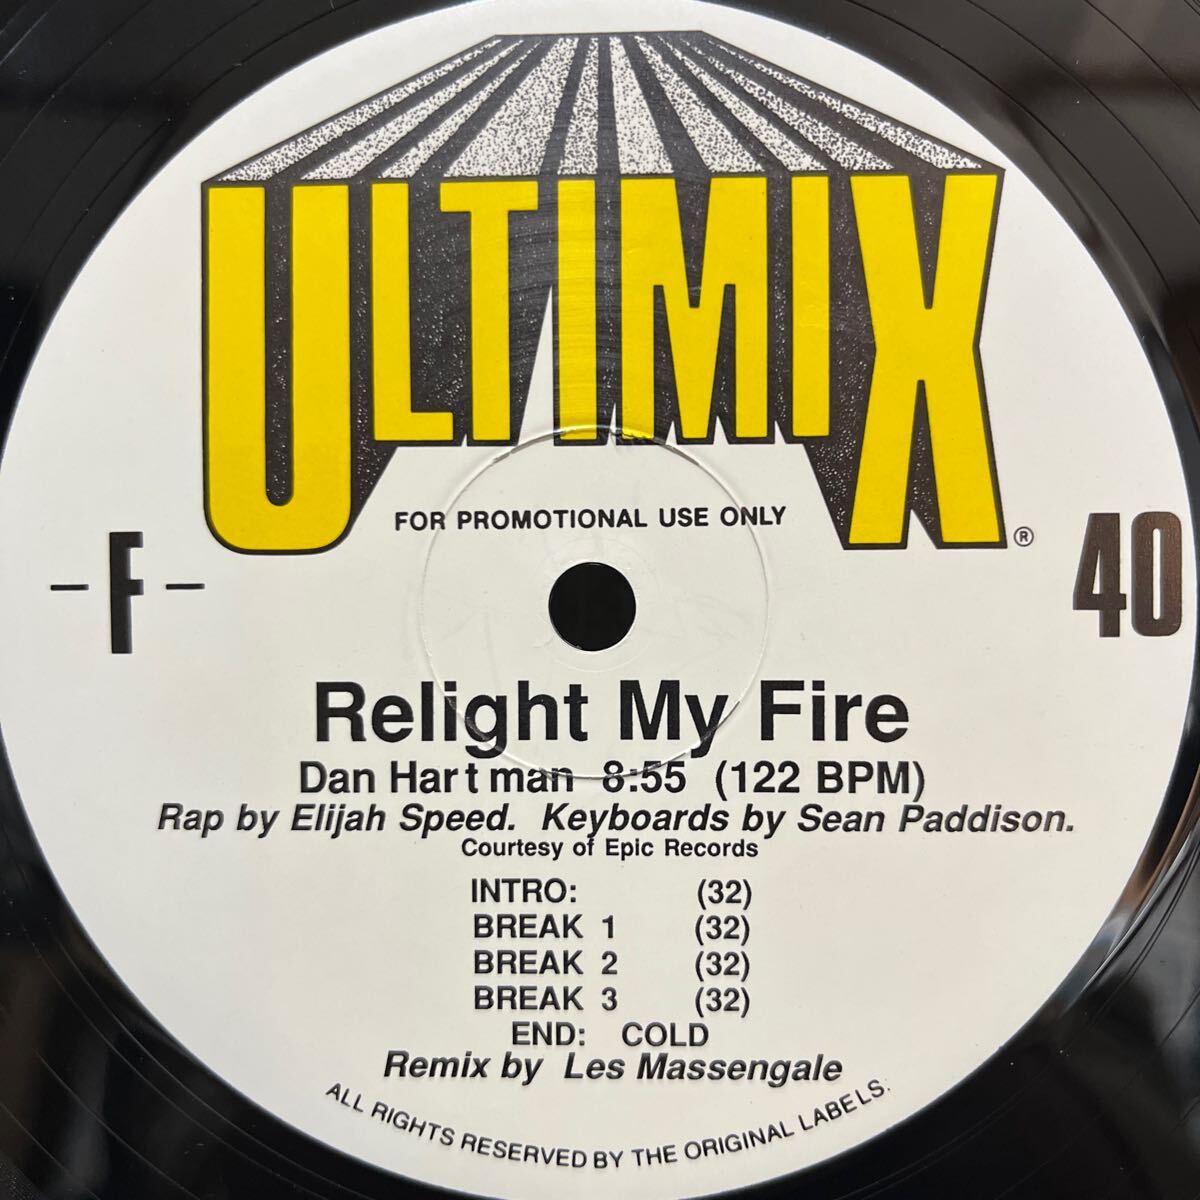 ULTIMIX
®
FOR PROMOTIONAL USE ONLY
-F-
40
Relight My Fire
Dan Hartman 8:55 (122 BPM)
Rap by Elijah Speed. Keyboards by Sean Paddison.
Courtesy of Epic Records
INTRO: (32)
BREAK 1 (32)
BREAK 2 (32)
BREAK 3 (32)
END: COLD
Remix by Les Massengale
ALL RIGHTS RESERVED BY THE ORIGINAL LABELS.